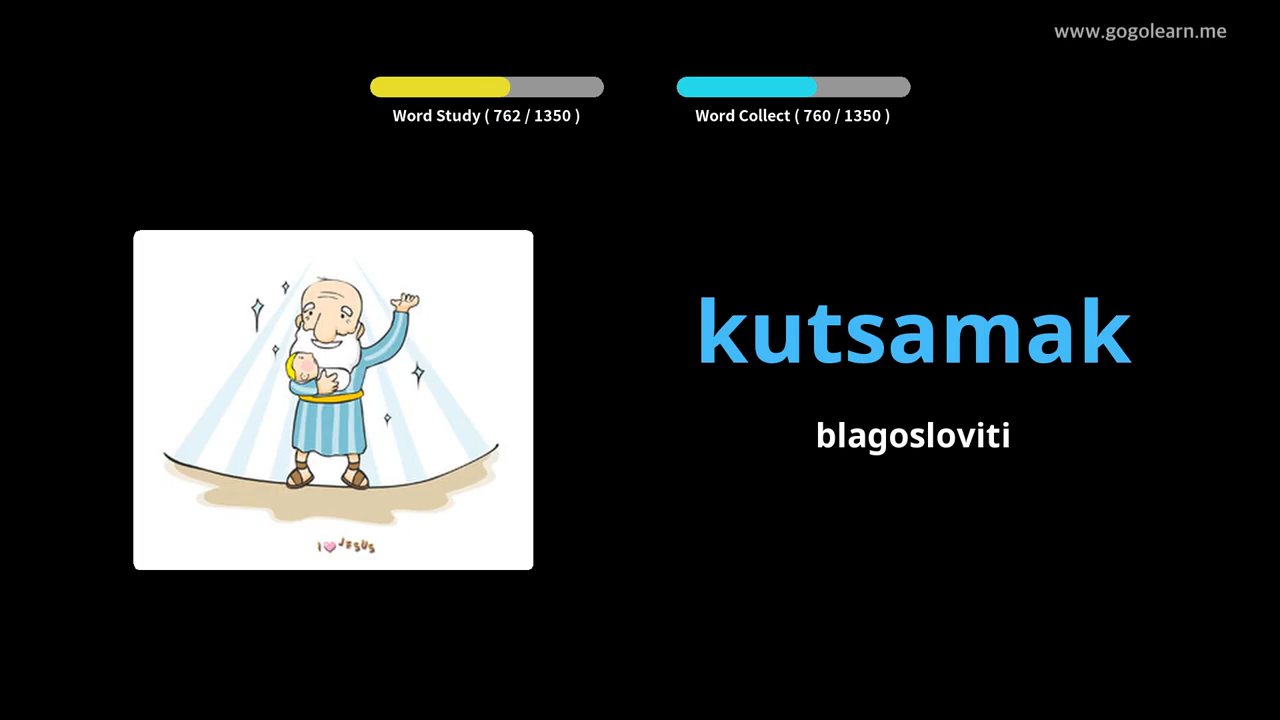 www.gogolearn.me
Word Study ( 762 / 1350 )
Word Collect ( 760 / 1350 )
kutsamak
blagosloviti
I JESUS